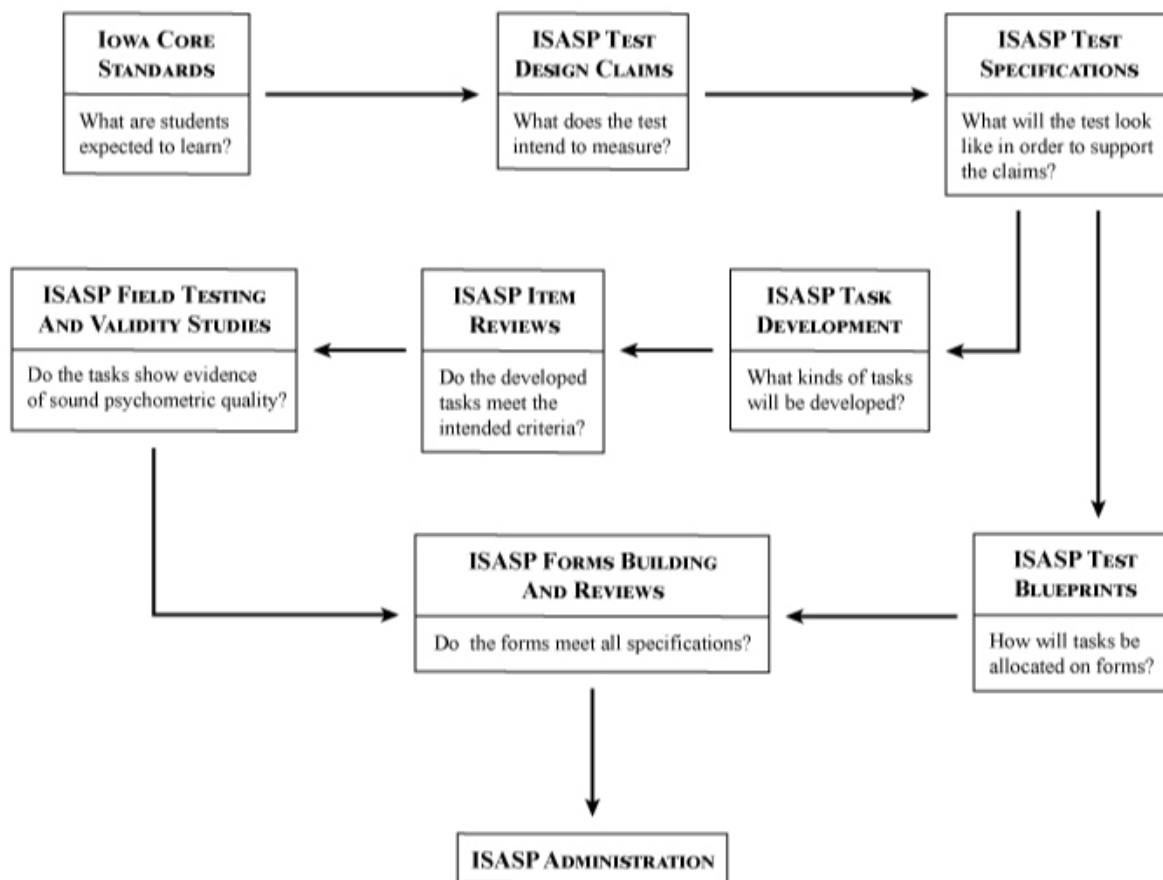 IOWA CORE
STANDARDS
What are students
expected to learn?
ISASP TEST
DESIGN CLAIMS
What does the test
intend to measure?
ISASP TEST
SPECIFICATIONS
What will the test look
like in order to support
the claims?
ISASP FIELD TESTING
AND VALIDITY STUDIES
Do the tasks show evidence
of sound psychometric quality?
ISASP ITEM
REVIEWS
Do the developed
tasks meet the
intended criteria?
ISASP TASK
DEVELOPMENT
What kinds of tasks
will be developed?
ISASP FORMS BUILDING
AND REVIEWS
Do the forms meet all specifications?
ISASP TEST
BLUEPRINTS
How will tasks be
allocated on forms?
ISASP ADMINISTRATION